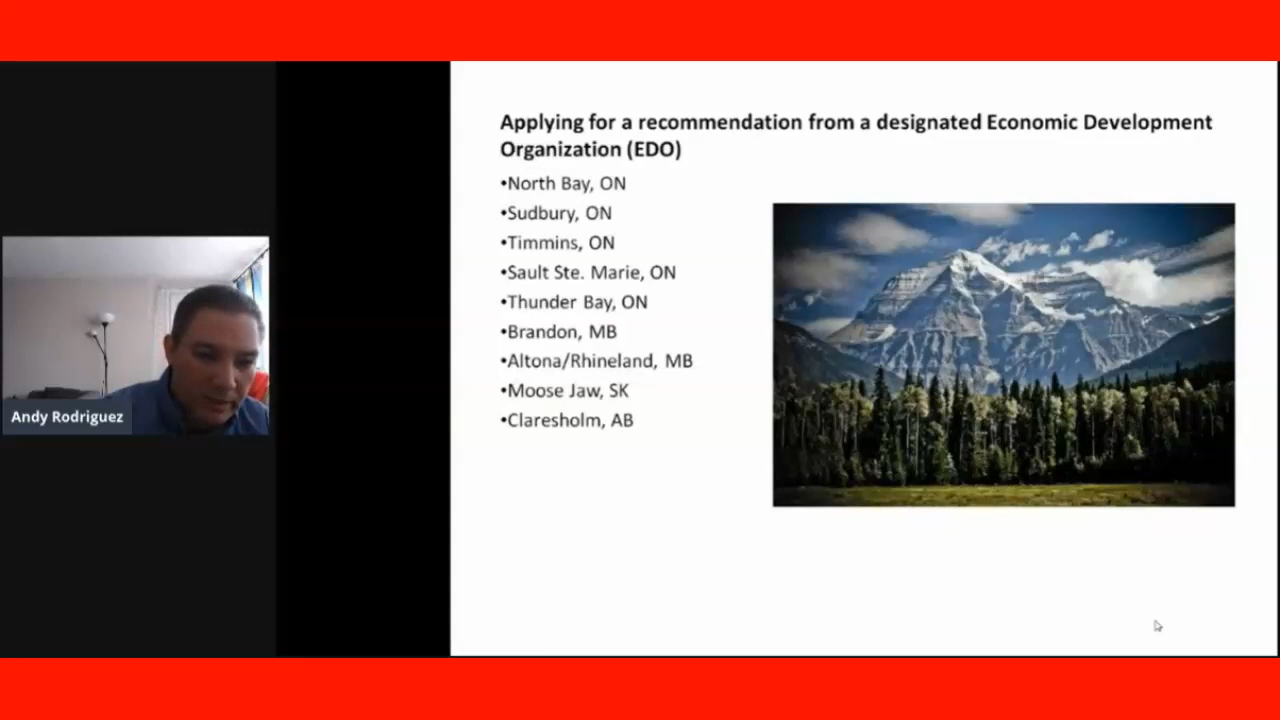 Applying for a recommendation from a designated Economic Development
Organization (EDO)
•North Bay, ON
•Sudbury, ON
•Timmins, ON
•Sault Ste. Marie, ON
•Thunder Bay, ON
•Brandon, MB
•Altona/Rhineland, MB
•Moose Jaw, SK
•Claresholm, AB
Andy Rodriguez